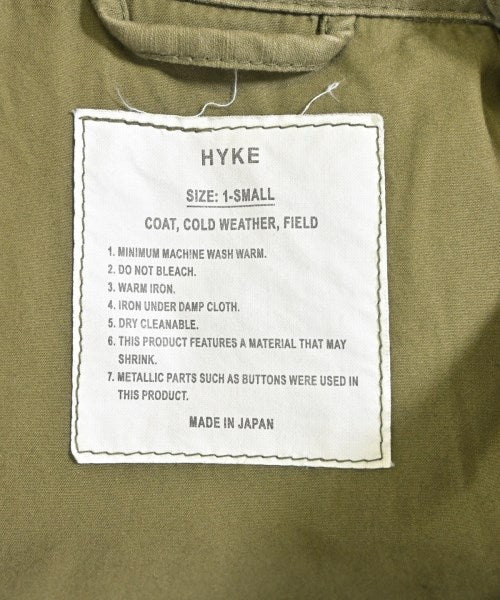 HYKE
SIZE: 1-SMALL
COAT, COLD WEATHER, FIELD
1. MINIMUM MACHINE WASH WARM.
2. DO NOT BLEACH.
3. WARM IRON.
4. IRON UNDER DAMP CLOTH.
5. DRY CLEANABLE.
6. THIS PRODUCT FEATURES A MATERIAL THAT MAY
SHRINK.
7. METALLIC PARTS SUCH AS BUTTONS WERE USED IN
THIS PRODUCT.
MADE IN JAPAN